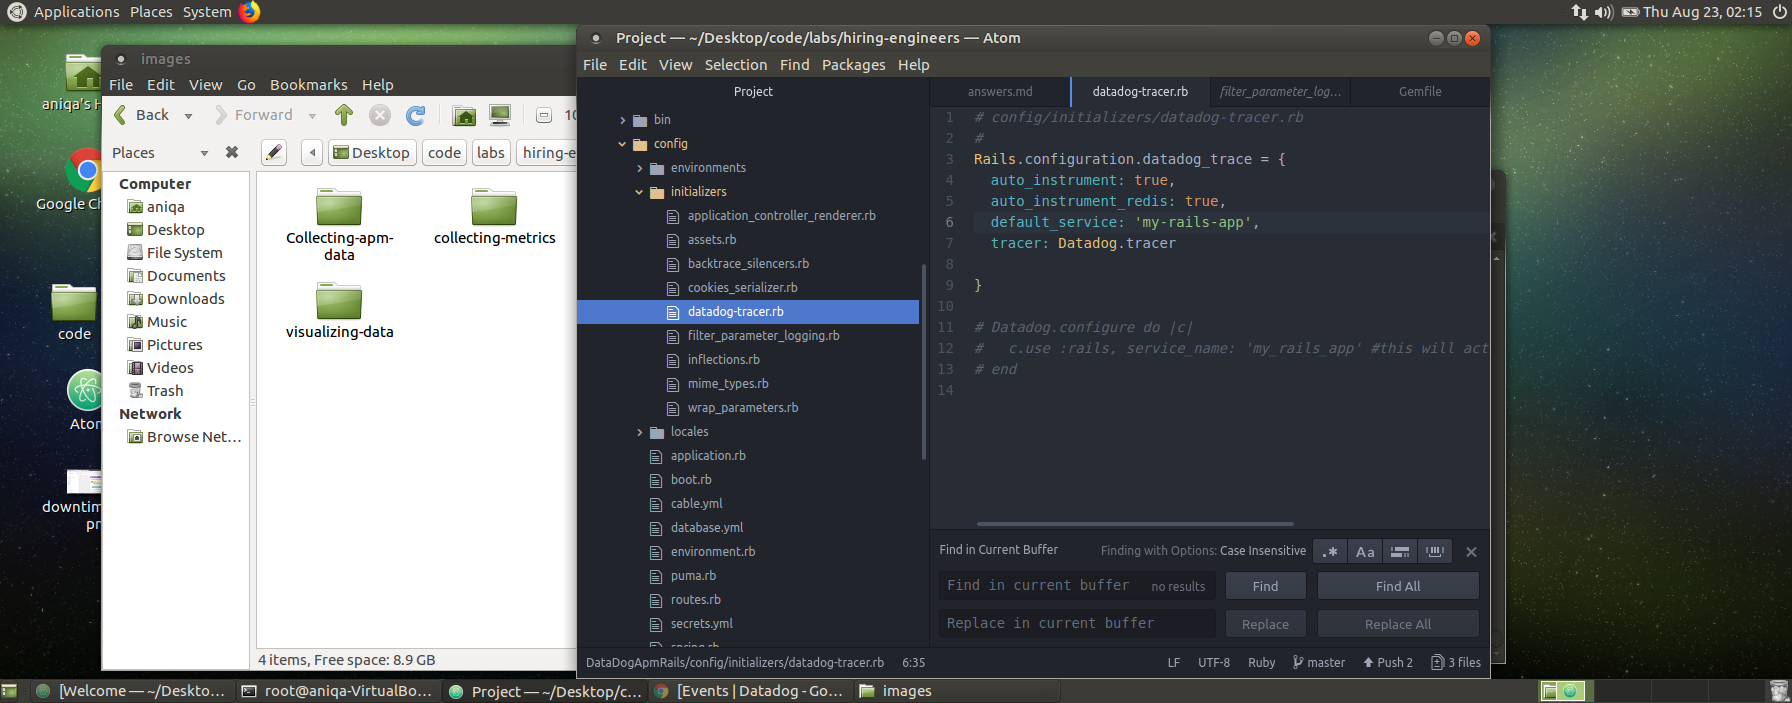 Applications Places System
Thu Aug 23, 02:15
aniqa's H
Google Ch
code
Atom
downtim
pr
images
File Edit View Go Bookmarks Help
Back Forward 10
Places Desktop code labs hiring-e
Computer
aniqa
Desktop
File System
Documents
Downloads
Music
Pictures
Videos
Trash
Network
Browse Net...
Collecting-apm-
data
collecting-metrics
visualizing-data
4 items, Free space: 8.9 GB
Project — ~/Desktop/code/labs/hiring-engineers — Atom
File Edit View Selection Find Packages Help
Project
bin
config
environments
initializers
application_controller_renderer.rb
assets.rb
backtrace_silencers.rb
cookies_serializer.rb
datadog-tracer.rb
filter_parameter_logging.rb
inflections.rb
mime_types.rb
wrap_parameters.rb
locales
application.rb
boot.rb
cable.yml
database.yml
environment.rb
puma.rb
routes.rb
secrets.yml
spring.rb
answers.md datadog-tracer.rb filter_parameter_log... Gemfile
1 # config/initializers/datadog-tracer.rb
2 #
3 Rails.configuration.datadog_trace = {
4 auto_instrument: true,
5 auto_instrument_redis: true,
6 default_service: 'my-rails-app',
7 tracer: Datadog.tracer
8
9 }
10
11 # Datadog.configure do |c|
12 # c.use :rails, service_name: 'my_rails_app' #this will act
13 # end
14
Find in Current Buffer Finding with Options: Case Insensitive .* Aa
Find in current buffer no results Find Find All
Replace in current buffer Replace Replace All
DataDogApmRails/config/initializers/datadog-tracer.rb 6:35 LF UTF-8 Ruby master Push 2 3 files
[Welcome — ~/Deskto... root@aniqa-VirtualBo... Project — ~/Desktop/c... [Events | Datadog - Go... images